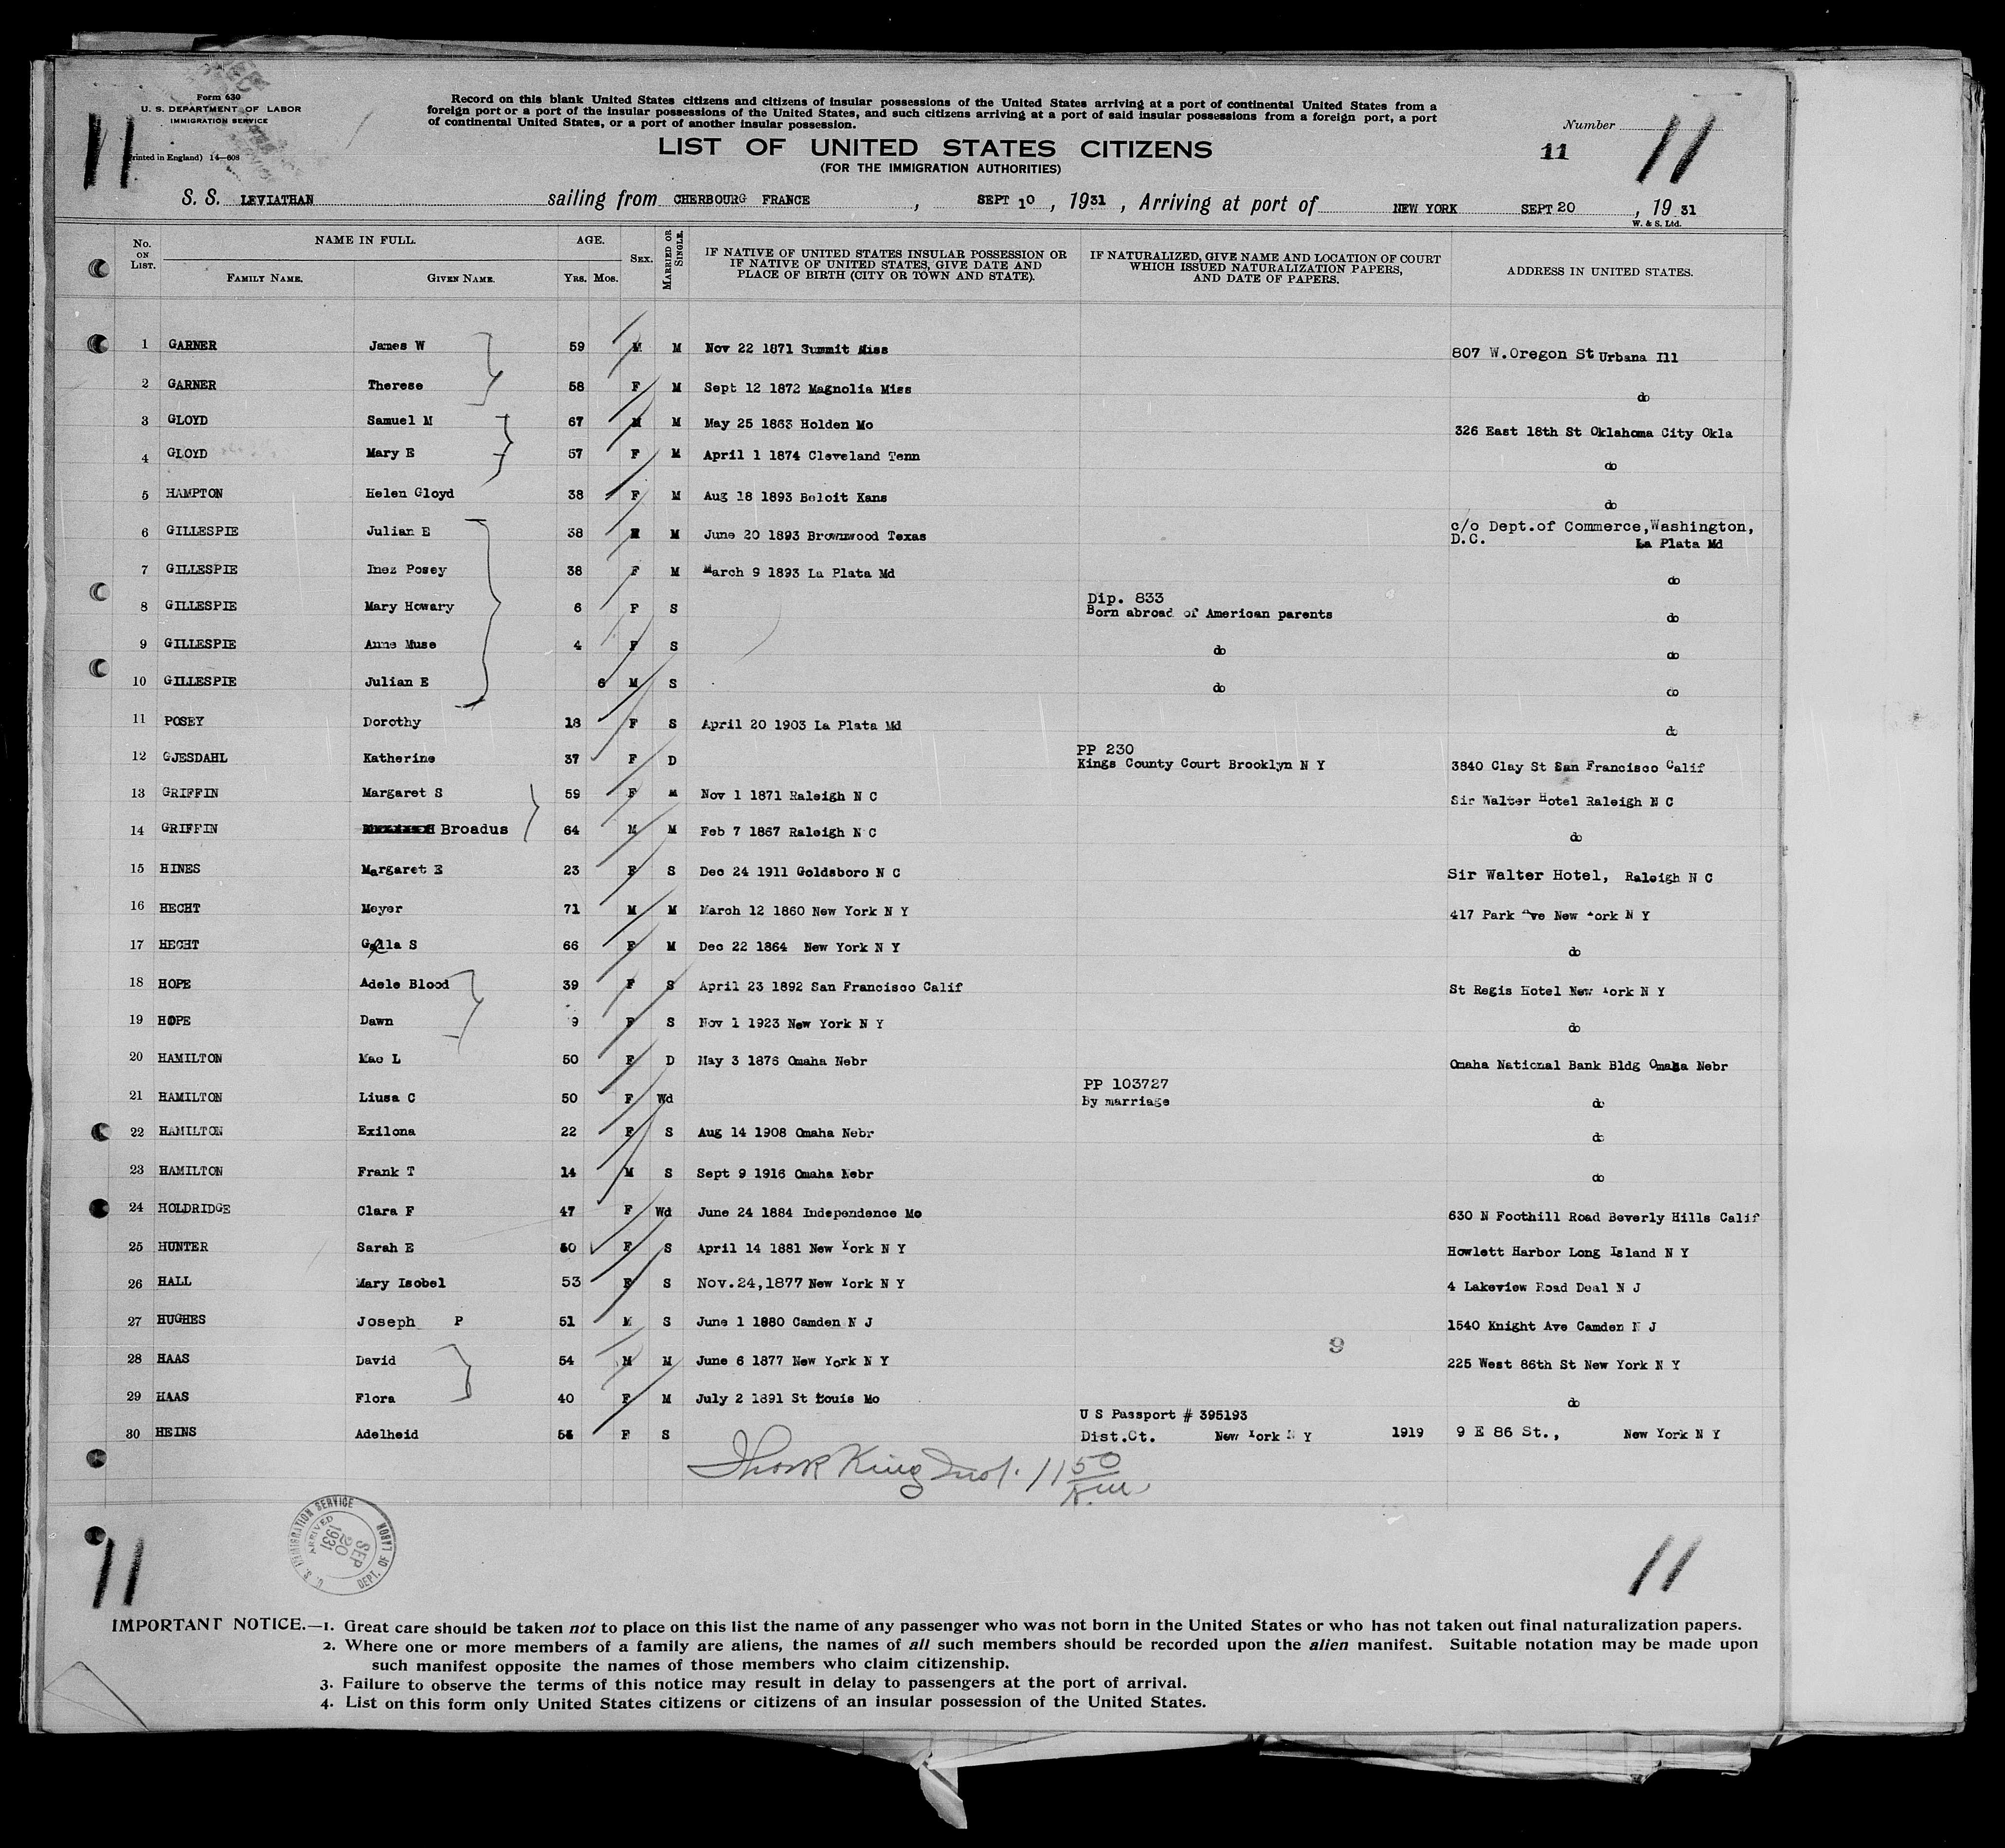 Form 630
U. S. DEPARTMENT OF LABOR
IMMIGRATION SERVICE
(Printed in England) 14—608
11
Record on this blank United States citizens and citizens of insular possessions of the United States arriving at a port of continental United States from a
foreign port or a port of the insular possessions of the United States, and such citizens arriving at a port of said insular possessions from a foreign port, a port
of continental United States, or a port of another insular possession.
LIST OF UNITED STATES CITIZENS
(FOR THE IMMIGRATION AUTHORITIES)
Number
11
11
S. S. LEVIATHAN sailing from CHERBOURG FRANCE , SEPT 10 , 1931 , Arriving at port of NEW YORK SEPT 20 , 19 31
W. & S. Ltd.
No. ON LIST. NAME IN FULL. AGE. SEX. MARRIED OR SINGLE. IF NATIVE OF UNITED STATES INSULAR POSSESSION OR IF NATIVE OF UNITED STATES, GIVE DATE AND PLACE OF BIRTH (CITY OR TOWN AND STATE). IF NATURALIZED, GIVE NAME AND LOCATION OF COURT WHICH ISSUED NATURALIZATION PAPERS, AND DATE OF PAPERS. ADDRESS IN UNITED STATES.
FAMILY NAME. GIVEN NAME. YRS. MOS.
1 GARNER James W 59 M M Nov 22 1871 Summit Miss 807 W.Oregon St Urbana Ill
2 GARNER Therese 58 F M Sept 12 1872 Magnolia Miss do
3 GLOYD Samuel M 67 M M May 25 1863 Holden Mo 326 East 18th St Oklahoma City Okla
4 GLOYD Mary E 57 F M April 1 1874 Cleveland Tenn do
5 HAMPTON Helen Gloyd 38 F M Aug 18 1893 Beloit Kans do
6 GILLESPIE Julian E 38 M M June 20 1893 Brownwood Texas c/o Dept.of Commerce,Washington,
D.C. La Plata Md
7 GILLESPIE Inez Posey 38 F M March 9 1893 La Plata Md do
Dip. 833
8 GILLESPIE Mary Howary 6 F S Born abroad of American parents do
9 GILLESPIE Anne Muse 4 F S do do
10 GILLESPIE Julian E 6 M S do do
11 POSEY Dorothy 18 F S April 20 1903 La Plata Md do
PP 230
12 GJESDAHL Katherine 37 F D Kings County Court Brooklyn N Y 3840 Clay St San Francisco Calif
13 GRIFFIN Margaret S 59 F M Nov 1 1871 Raleigh N C Sir Walter Hotel Raleigh N C
14 GRIFFIN Broadus 64 M M Feb 7 1867 Raleigh N C do
15 HINES Margaret E 23 F S Dec 24 1911 Goldsboro N C Sir Walter Hotel, Raleigh N C
16 HECHT Meyer 71 M M March 12 1860 New York N Y 417 Park Ave New York N Y
17 HECHT S 66 F M Dec 22 1864 New York N Y do
18 HOPE Adele Blood 39 F S April 23 1892 San Francisco Calif St Regis Hotel New York N Y
19 HOPE Dawn 9 F S Nov 1 1923 New York N Y do
20 HAMILTON Mae L 50 F D May 3 1876 Omaha Nebr Omaha National Bank Bldg Omaha Nebr
PP 103727
21 HAMILTON Liusa C 50 F Wd By marriage do
22 HAMILTON Exilona 22 F S Aug 14 1908 Omaha Nebr do
23 HAMILTON Frank T 14 M S Sept 9 1916 Omaha Nebr do
24 HOLDRIDGE Clara F 47 F Wd June 24 1884 Independence Mo 630 N Foothill Road Beverly Hills Calif
25 HUNTER Sarah E 50 F S April 14 1881 New York N Y Howlett Harbor Long Island N Y
26 HALL Mary Isobel 53 F S Nov.24,1877 New York N Y 4 Lakeview Road Deal N J
27 HUGHES Joseph P 51 M S June 1 1880 Camden N J 1540 Knight Ave Camden N J
9
28 HAAS David 54 M M June 6 1877 New York N Y 225 West 86th St New York N Y
29 HAAS Flora 40 F M July 2 1891 St Louis Mo do
U S Passport # 395193
30 HEINS Adelheid F S Dist.Ct. New York N Y 1919 9 E 86 St., New York N Y
King Insp. 11 50
U. S. IMMIGRATION SERVICE
ARRIVED
SEP 20 1931
DEPT. OF LABOR
11
11
IMPORTANT NOTICE.—1. Great care should be taken not to place on this list the name of any passenger who was not born in the United States or who has not taken out final naturalization papers.
2. Where one or more members of a family are aliens, the names of all such members should be recorded upon the alien manifest. Suitable notation may be made upon
such manifest opposite the names of those members who claim citizenship.
3. Failure to observe the terms of this notice may result in delay to passengers at the port of arrival.
4. List on this form only United States citizens or citizens of an insular possession of the United States.